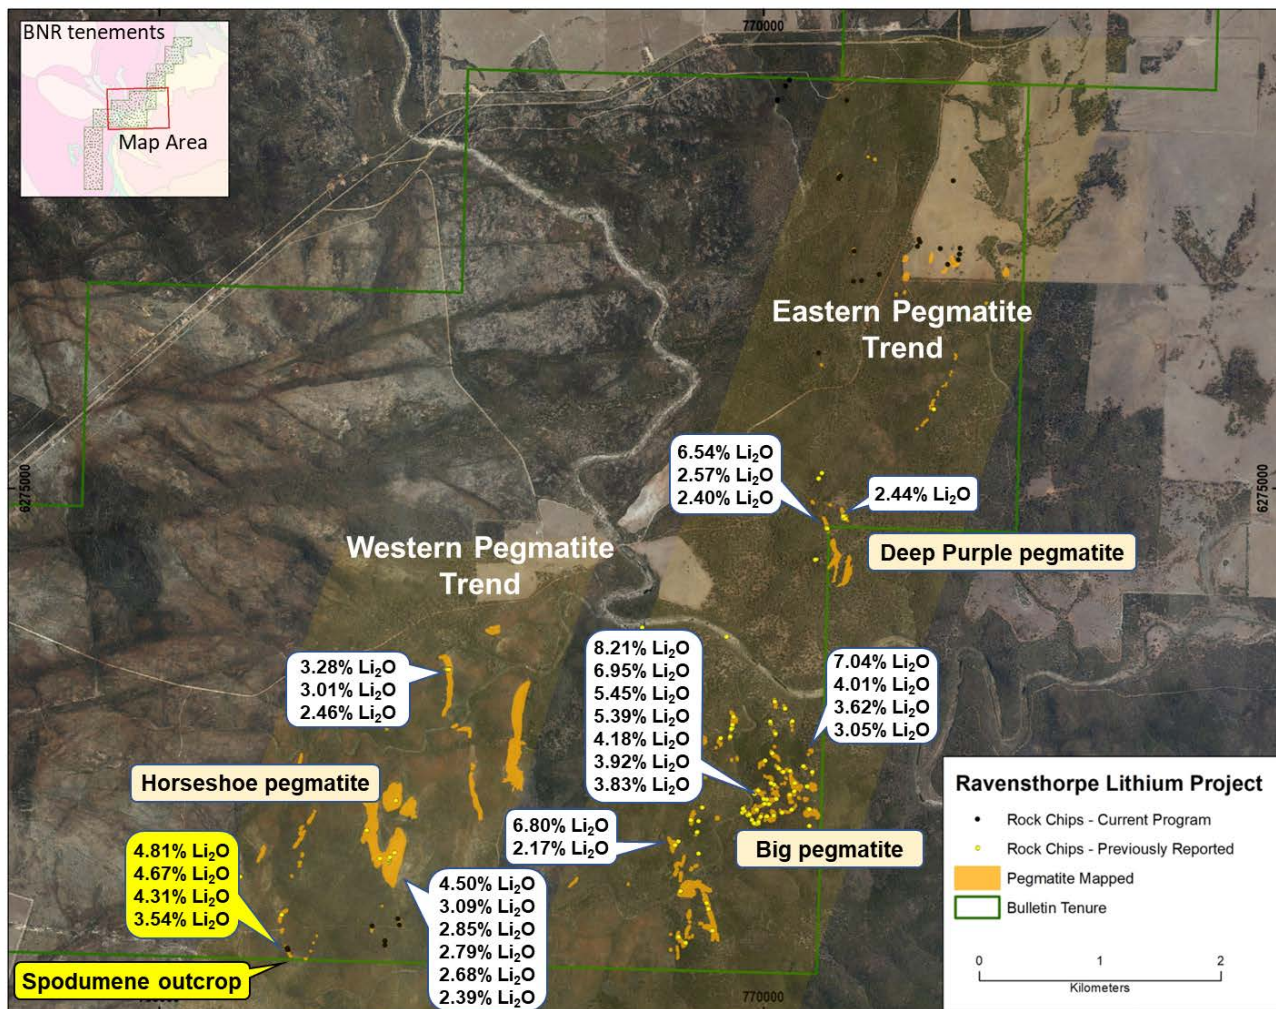 BNR tenements
Map Area
770000
Eastern Pegmatite
Trend
6275000
6275000
6.54% Li₂O
2.57% Li₂O
2.40% Li₂O
2.44% Li₂O
Deep Purple pegmatite
Western Pegmatite
Trend
3.28% Li₂O
3.01% Li₂O
2.46% Li₂O
8.21% Li₂O
6.95% Li₂O
5.45% Li₂O
5.39% Li₂O
4.18% Li₂O
3.92% Li₂O
3.83% Li₂O
7.04% Li₂O
4.01% Li₂O
3.62% Li₂O
3.05% Li₂O
Horseshoe pegmatite
6.80% Li₂O
2.17% Li₂O
Big pegmatite
4.81% Li₂O
4.67% Li₂O
4.31% Li₂O
3.54% Li₂O
4.50% Li₂O
3.09% Li₂O
2.85% Li₂O
2.79% Li₂O
2.68% Li₂O
2.39% Li₂O
Spodumene outcrop
770000
Ravensthorpe Lithium Project
Rock Chips - Current Program
Rock Chips - Previously Reported
Pegmatite Mapped
Bulletin Tenure
0 1 2
Kilometers